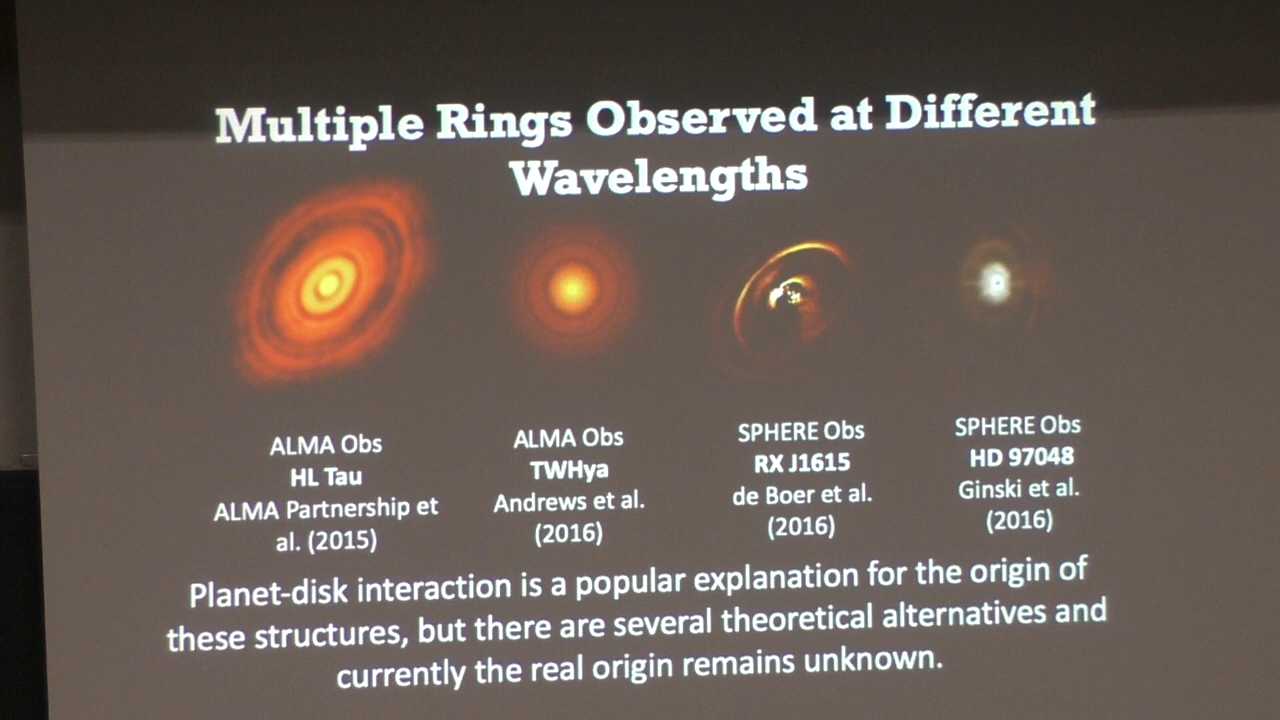 Multiple Rings Observed at Different
Wavelengths
ALMA Obs
HL Tau
ALMA Partnership et
al. (2015)
ALMA Obs
TWHya
Andrews et al.
(2016)
SPHERE Obs
RX J1615
de Boer et al.
(2016)
SPHERE Obs
HD 97048
Ginski et al.
(2016)
Planet-disk interaction is a popular explanation for the origin of
these structures, but there are several theoretical alternatives and
currently the real origin remains unknown.